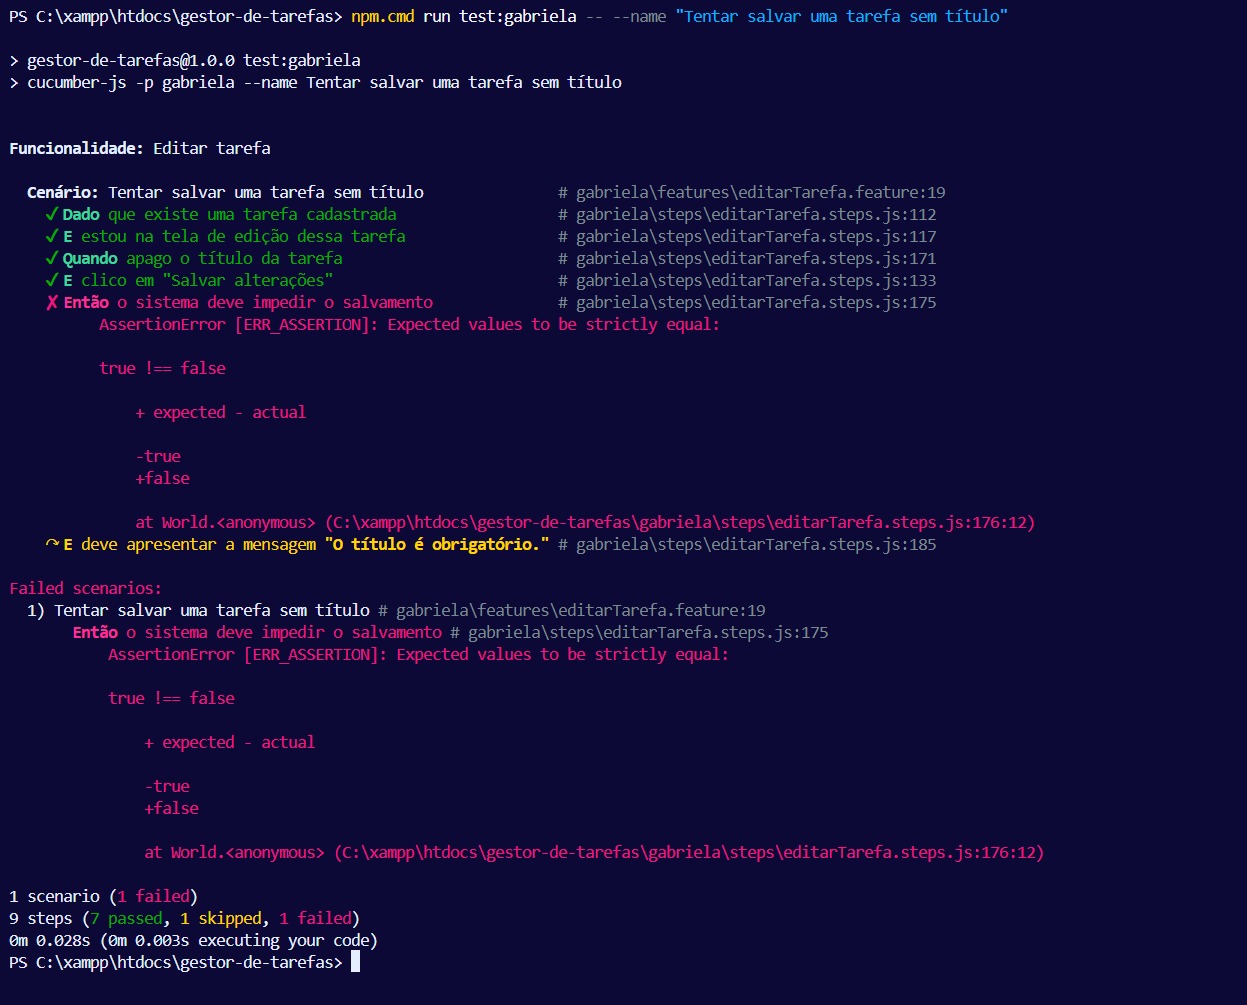 PS C:\xampp\htdocs\gestor-de-tarefas> npm.cmd run test:gabriela -- --name "Tentar salvar uma tarefa sem título"
> gestor-de-tarefas@1.0.0 test:gabriela
> cucumber-js -p gabriela --name Tentar salvar uma tarefa sem título
Funcionalidade: Editar tarefa
Cenário: Tentar salvar uma tarefa sem título # gabriela\features\editarTarefa.feature:19
✓ Dado que existe uma tarefa cadastrada # gabriela\steps\editarTarefa.steps.js:112
✓ E estou na tela de edição dessa tarefa # gabriela\steps\editarTarefa.steps.js:117
✓ Quando apago o título da tarefa # gabriela\steps\editarTarefa.steps.js:171
✓ E clico em "Salvar alterações" # gabriela\steps\editarTarefa.steps.js:133
✗ Então o sistema deve impedir o salvamento # gabriela\steps\editarTarefa.steps.js:175
AssertionError [ERR_ASSERTION]: Expected values to be strictly equal:
true !== false
+ expected - actual
-true
+false
at World.<anonymous> (C:\xampp\htdocs\gestor-de-tarefas\gabriela\steps\editarTarefa.steps.js:176:12)
↷ E deve apresentar a mensagem "O título é obrigatório." # gabriela\steps\editarTarefa.steps.js:185
Failed scenarios:
1) Tentar salvar uma tarefa sem título # gabriela\features\editarTarefa.feature:19
Então o sistema deve impedir o salvamento # gabriela\steps\editarTarefa.steps.js:175
AssertionError [ERR_ASSERTION]: Expected values to be strictly equal:
true !== false
+ expected - actual
-true
+false
at World.<anonymous> (C:\xampp\htdocs\gestor-de-tarefas\gabriela\steps\editarTarefa.steps.js:176:12)
1 scenario (1 failed)
9 steps (7 passed, 1 skipped, 1 failed)
0m 0.028s (0m 0.003s executing your code)
PS C:\xampp\htdocs\gestor-de-tarefas>